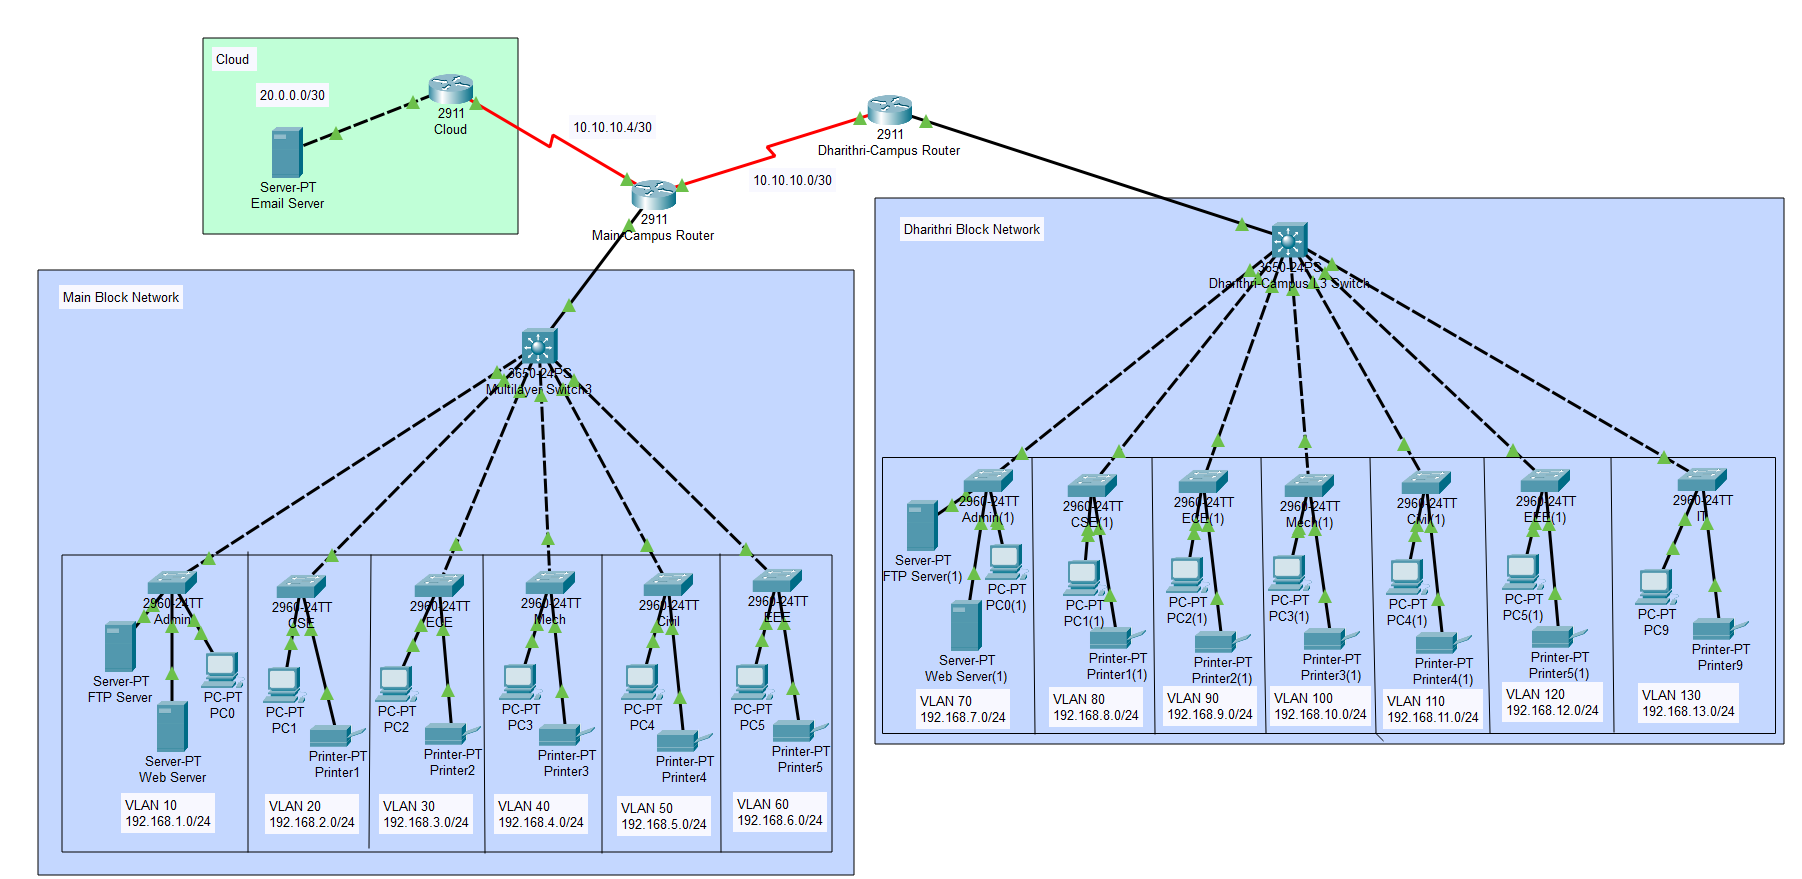 Cloud
20.0.0.0/30
2911
Cloud
Server-PT
Email Server
10.10.10.4/30
2911
Dharithri-Campus Router
10.10.10.0/30
2911
Main-Campus Router
Main Block Network
3650-24PS
Multilayer Switch3
2960-24TT
Admin
2960-24TT
CSE
2960-24TT
ECE
2960-24TT
Mech
2960-24TT
Civil
2960-24TT
EEE
Server-PT
FTP Server
PC-PT
PC0
Server-PT
Web Server
PC-PT
PC1
Printer-PT
Printer1
PC-PT
PC2
Printer-PT
Printer2
PC-PT
PC3
Printer-PT
Printer3
PC-PT
PC4
Printer-PT
Printer4
PC-PT
PC5
Printer-PT
Printer5
VLAN 10
192.168.1.0/24
VLAN 20
192.168.2.0/24
VLAN 30
192.168.3.0/24
VLAN 40
192.168.4.0/24
VLAN 50
192.168.5.0/24
VLAN 60
192.168.6.0/24
Dharithri Block Network
3650-24PS
Dharithri-Campus L3 Switch
2960-24TT
Admin(1)
2960-24TT
CSE(1)
2960-24TT
ECE(1)
2960-24TT
Mech(1)
2960-24TT
Civil(1)
2960-24TT
EEE(1)
2960-24TT
IT
Server-PT
FTP Server(1)
PC-PT
PC0(1)
Server-PT
Web Server(1)
PC-PT
PC1(1)
Printer-PT
Printer1(1)
PC-PT
PC2(1)
Printer-PT
Printer2(1)
PC-PT
PC3(1)
Printer-PT
Printer3(1)
PC-PT
PC4(1)
Printer-PT
Printer4(1)
PC-PT
PC5(1)
Printer-PT
Printer5(1)
PC-PT
PC9
Printer-PT
Printer9
VLAN 70
192.168.7.0/24
VLAN 80
192.168.8.0/24
VLAN 90
192.168.9.0/24
VLAN 100
192.168.10.0/24
VLAN 110
192.168.11.0/24
VLAN 120
192.168.12.0/24
VLAN 130
192.168.13.0/24